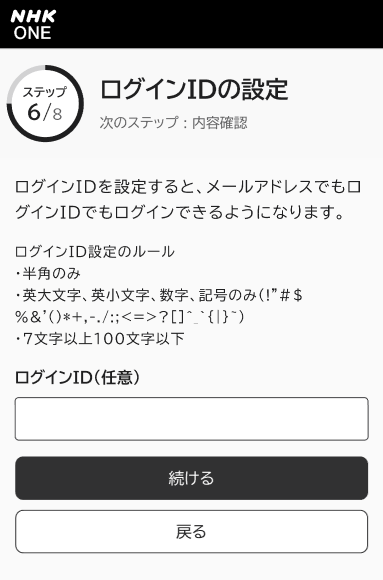 NHK
ONE
ステップ
6/8
ログインIDの設定
次のステップ：内容確認
ログインIDを設定すると、メールアドレスでもロ
グインIDでもログインできるようになります。
ログインID設定のルール
・半角のみ
・英大文字、英小文字、数字、記号のみ(!”＃$
%&’()*+,-./:;<=>?[]^_`{|}~)
・7文字以上100文字以下
ログインID(任意)
続ける
戻る